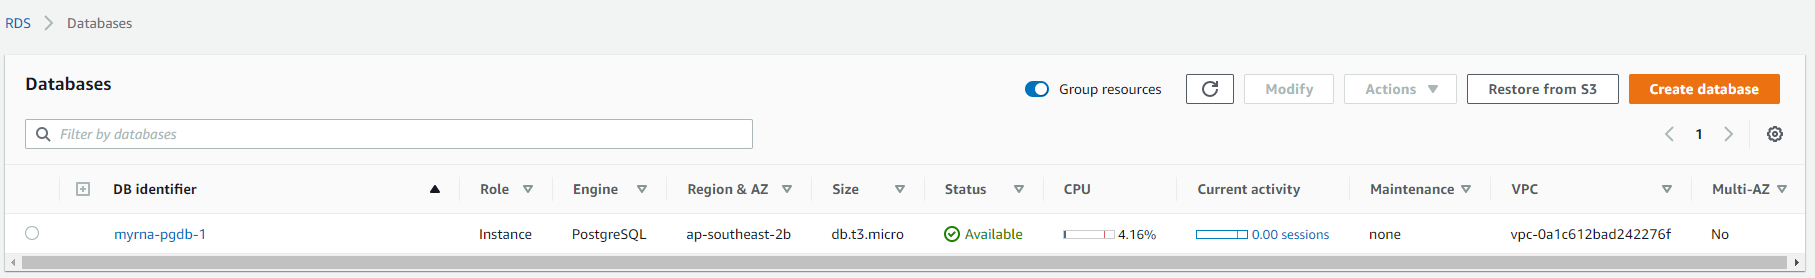 RDS > Databases
Databases
Group resources Modify Actions Restore from S3 Create database
Filter by databases 1
DB identifier Role Engine Region & AZ Size Status CPU Current activity Maintenance VPC Multi-AZ
myrna-pgdb-1 Instance PostgreSQL ap-southeast-2b db.t3.micro Available 4.16% 0.00 sessions none vpc-0a1c612bad242276f No